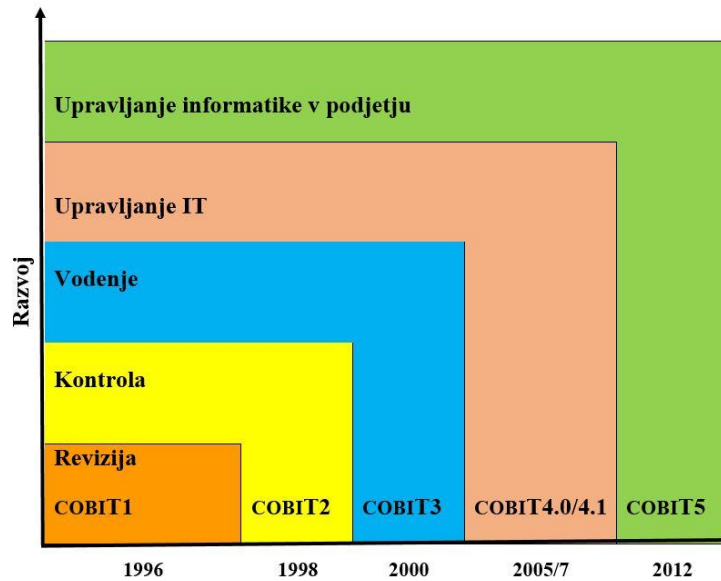 Upravljanje informatike v podjetju
Upravljanje IT
Vodenje
Kontrola
Revizija
COBIT1 COBIT2 COBIT3 COBIT4.0/4.1 COBIT5
1996 1998 2000 2005/7 2012
Razvoj